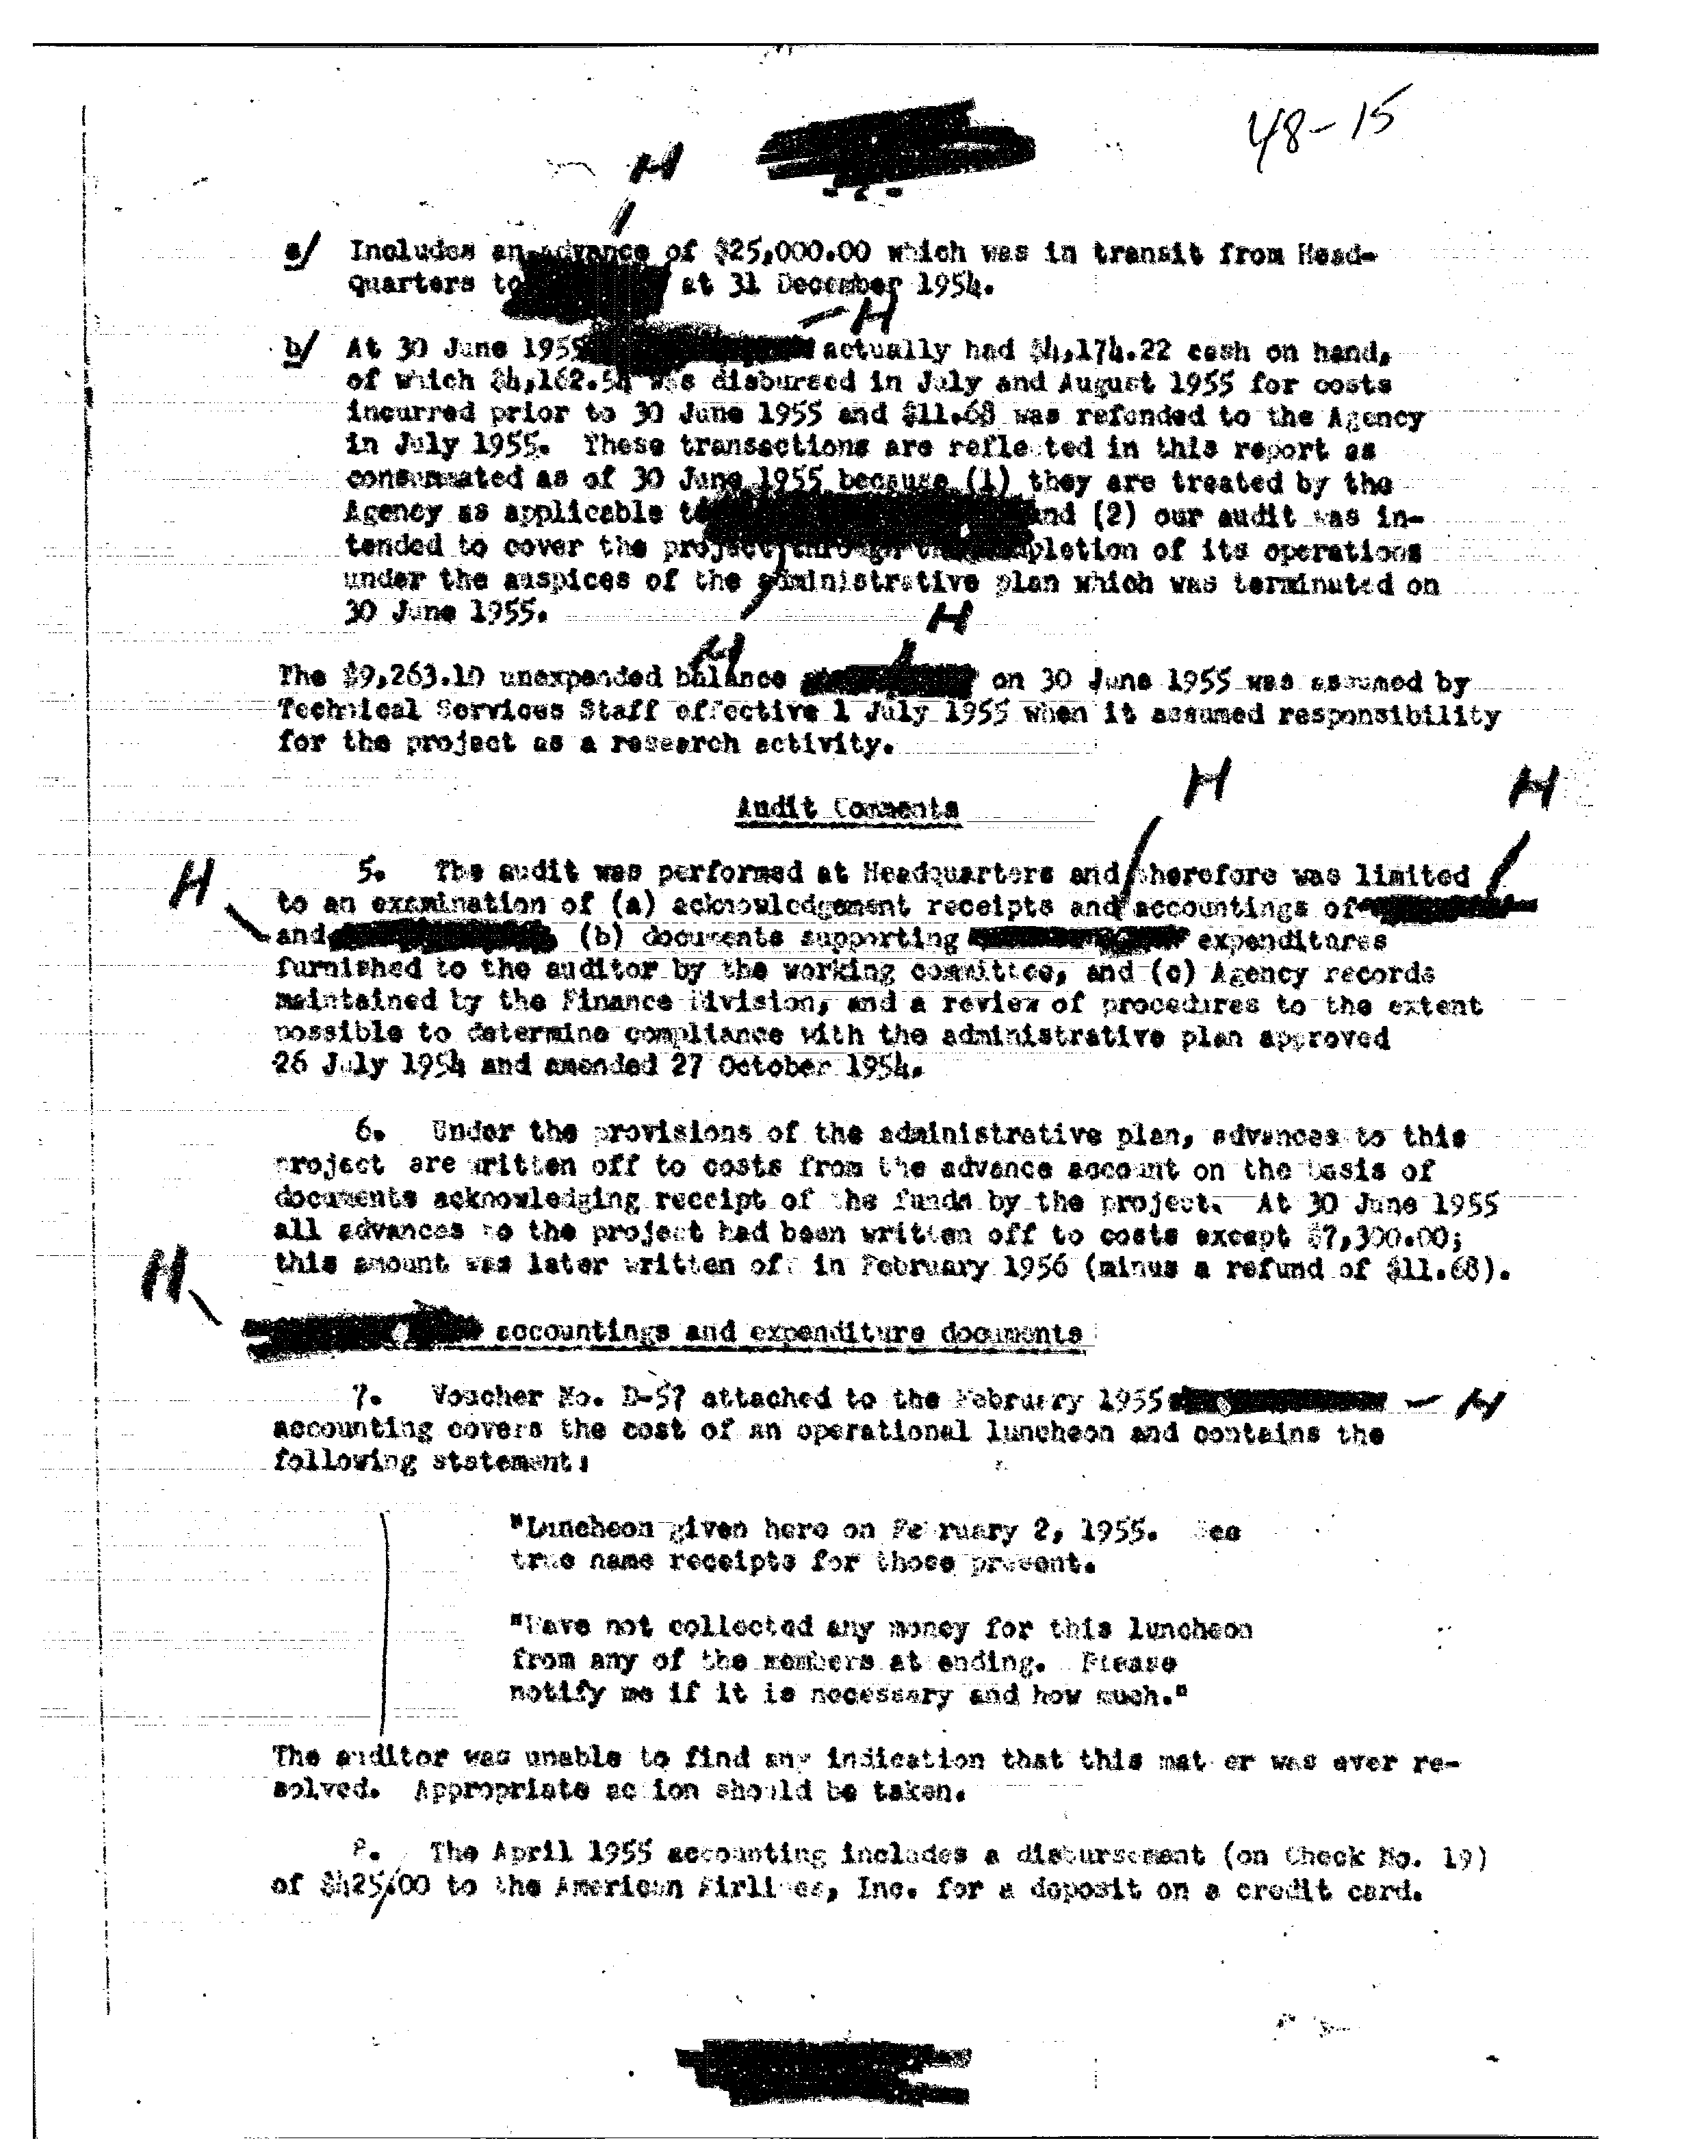 48-15
H
- 2 -
a/ Includes an advance of $25,000.00 which was in transit from Head-
quarters to at 31 December 1954.
H
b/ At 30 June 1955 actually had $4,174.22 cash on hand,
of which $4,162.54 was disbursed in July and August 1955 for costs
incurred prior to 30 June 1955 and $11.68 was refunded to the Agency
in July 1955. These transactions are reflected in this report as
consummated as of 30 June 1955 because (1) they are treated by the
Agency as applicable to and (2) our audit was in-
tended to cover the project through the completion of its operations
under the auspices of the administrative plan which was terminated on
30 June 1955.
H
H
The $9,263.10 unexpended balance on 30 June 1955 was assumed by
Technical Services Staff effective 1 July 1955 when it assumed responsibility
for the project as a research activity.
H H
Audit Comments
H
5. The audit was performed at Headquarters and therefore was limited
to an examination of (a) acknowledgement receipts and accountings of
and (b) documents supporting expenditures
furnished to the auditor by the working committee, and (c) Agency records
maintained by the Finance Division, and a review of procedures to the extent
possible to determine compliance with the administrative plan approved
26 July 1954 and amended 27 October 1954.
6. Under the provisions of the administrative plan, advances to this
project are written off to costs from the advance account on the basis of
documents acknowledging receipt of the funds by the project. At 30 June 1955
all advances to the project had been written off to costs except $7,300.00;
this amount was later written off in February 1956 (minus a refund of $11.68).
H
accountings and expenditure documents
7. Voucher No. D-57 attached to the February 1955 - H
accounting covers the cost of an operational luncheon and contains the
following statement:
"Luncheon given here on February 2, 1955. See
true name receipts for those present.
"Have not collected any money for this luncheon
from any of the members at ending. Please
notify me if it is necessary and how much."
The auditor was unable to find any indication that this matter was ever re-
solved. Appropriate action should be taken.
8. The April 1955 accounting includes a disbursement (on Check No. 19)
of $425.00 to the American Airlines, Inc. for a deposit on a credit card.